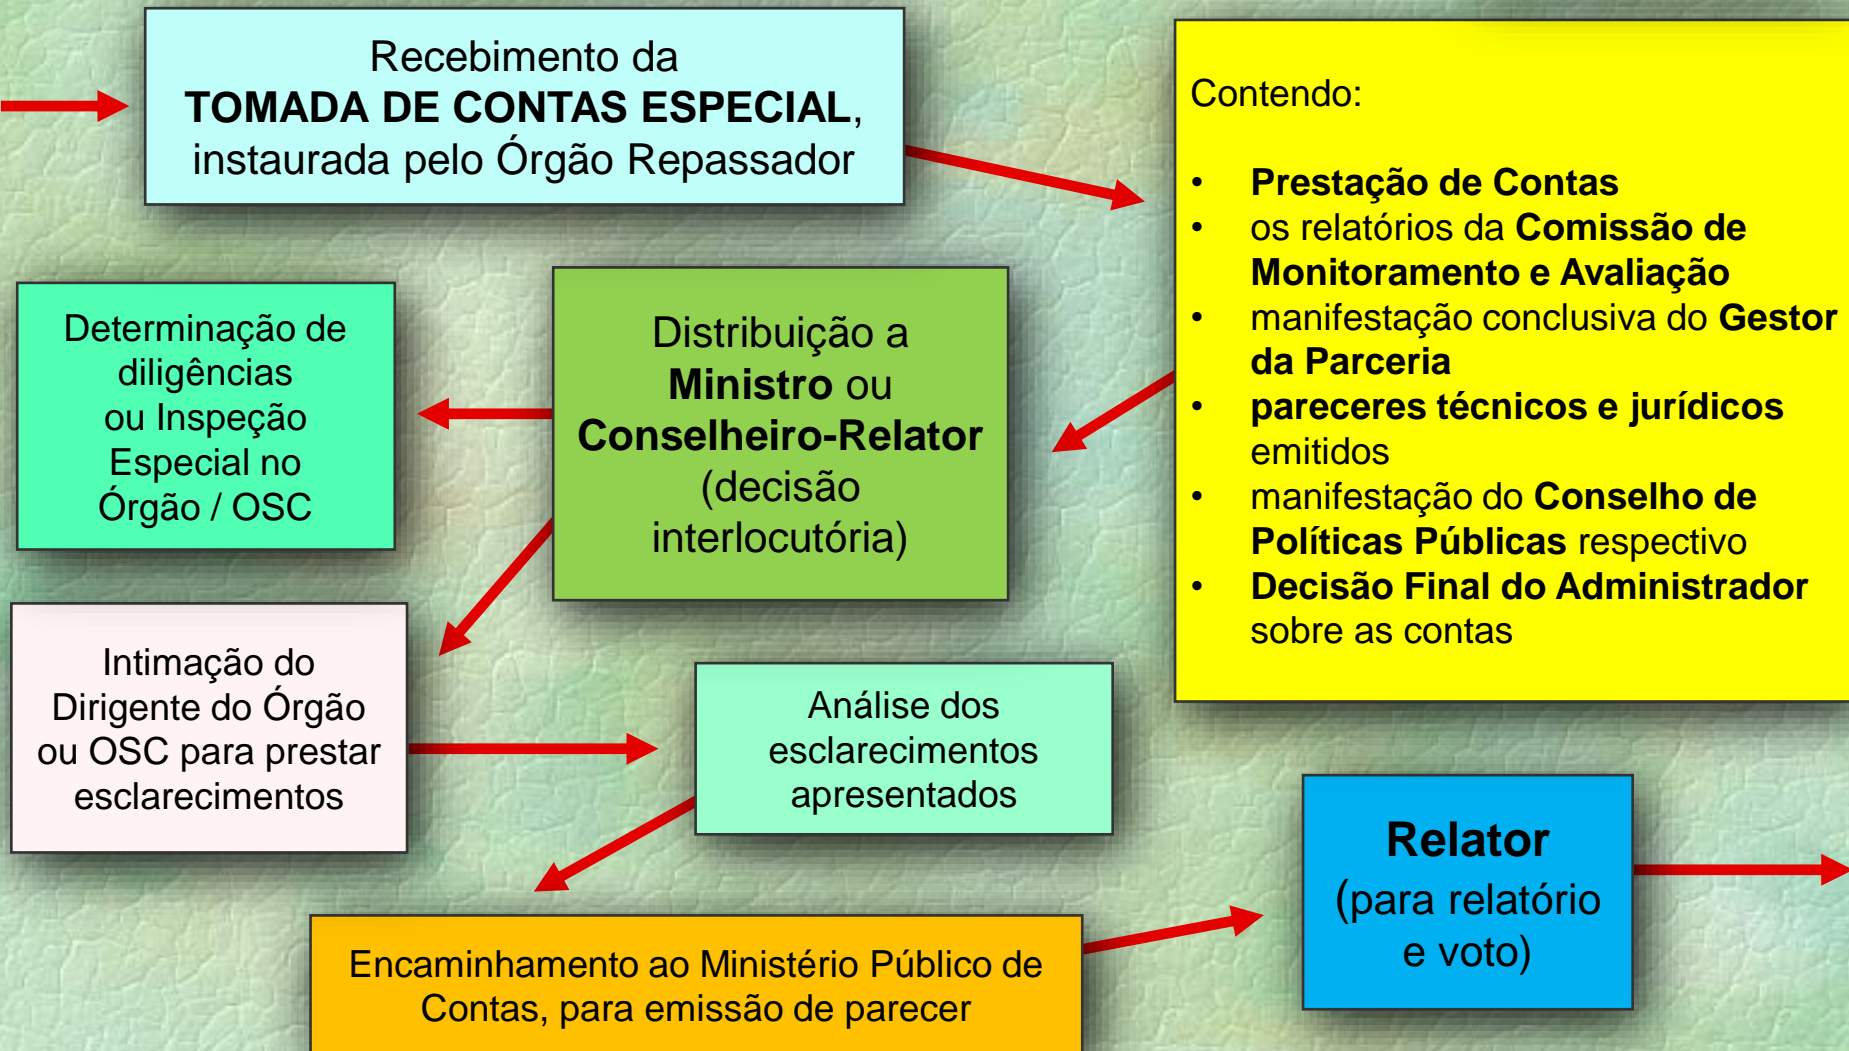 Recebimento da
TOMADA DE CONTAS ESPECIAL,
instaurada pelo Órgão Repassador
Contendo:
• Prestação de Contas
• os relatórios da Comissão de
Monitoramento e Avaliação
• manifestação conclusiva do Gestor
da Parceria
• pareceres técnicos e jurídicos
emitidos
• manifestação do Conselho de
Políticas Públicas respectivo
• Decisão Final do Administrador
sobre as contas
Distribuição a
Ministro ou
Conselheiro-Relator
(decisão
interlocutória)
Determinação de
diligências
ou Inspeção
Especial no
Órgão / OSC
Intimação do
Dirigente do Órgão
ou OSC para prestar
esclarecimentos
Análise dos
esclarecimentos
apresentados
Encaminhamento ao Ministério Público de
Contas, para emissão de parecer
Relator
(para relatório
e voto)